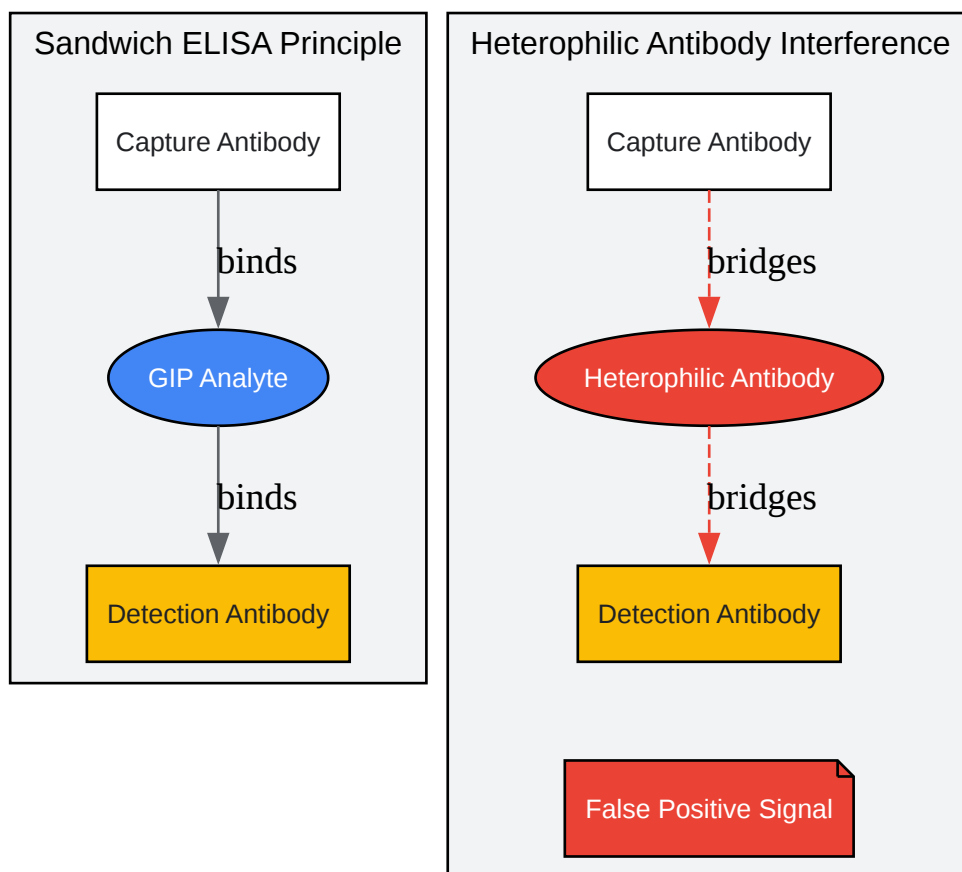 Sandwich ELISA Principle
Capture Antibody
binds
GIP Analyte
binds
Detection Antibody
Heterophilic Antibody Interference
Capture Antibody
bridges
Heterophilic Antibody
bridges
Detection Antibody
False Positive Signal